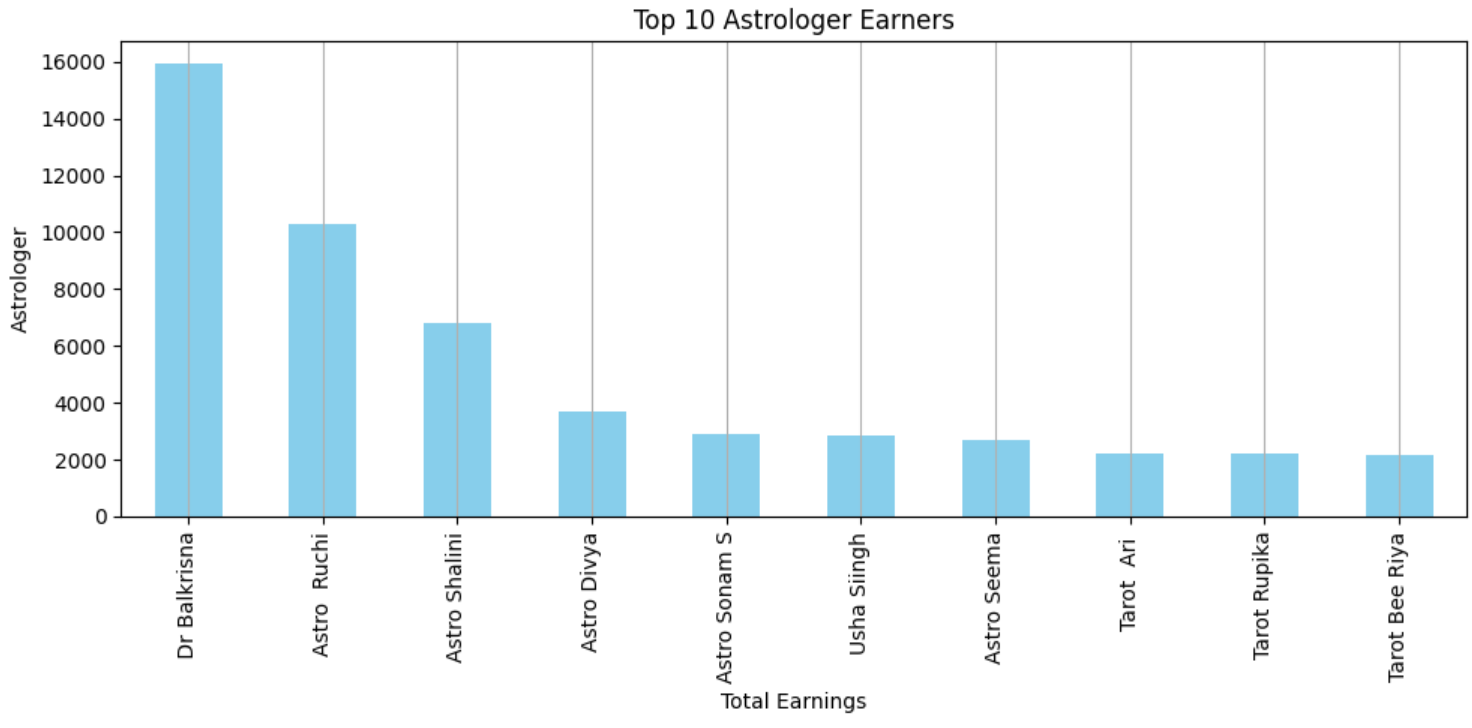 Top 10 Astrologer Earners
Astrologer
16000
14000
12000
10000
8000
6000
4000
2000
0
Dr Balkrisna
Astro  Ruchi
Astro Shalini
Astro Divya
Astro Sonam S
Usha Siingh
Astro Seema
Tarot  Ari
Tarot Rupika
Tarot Bee Riya
Total Earnings